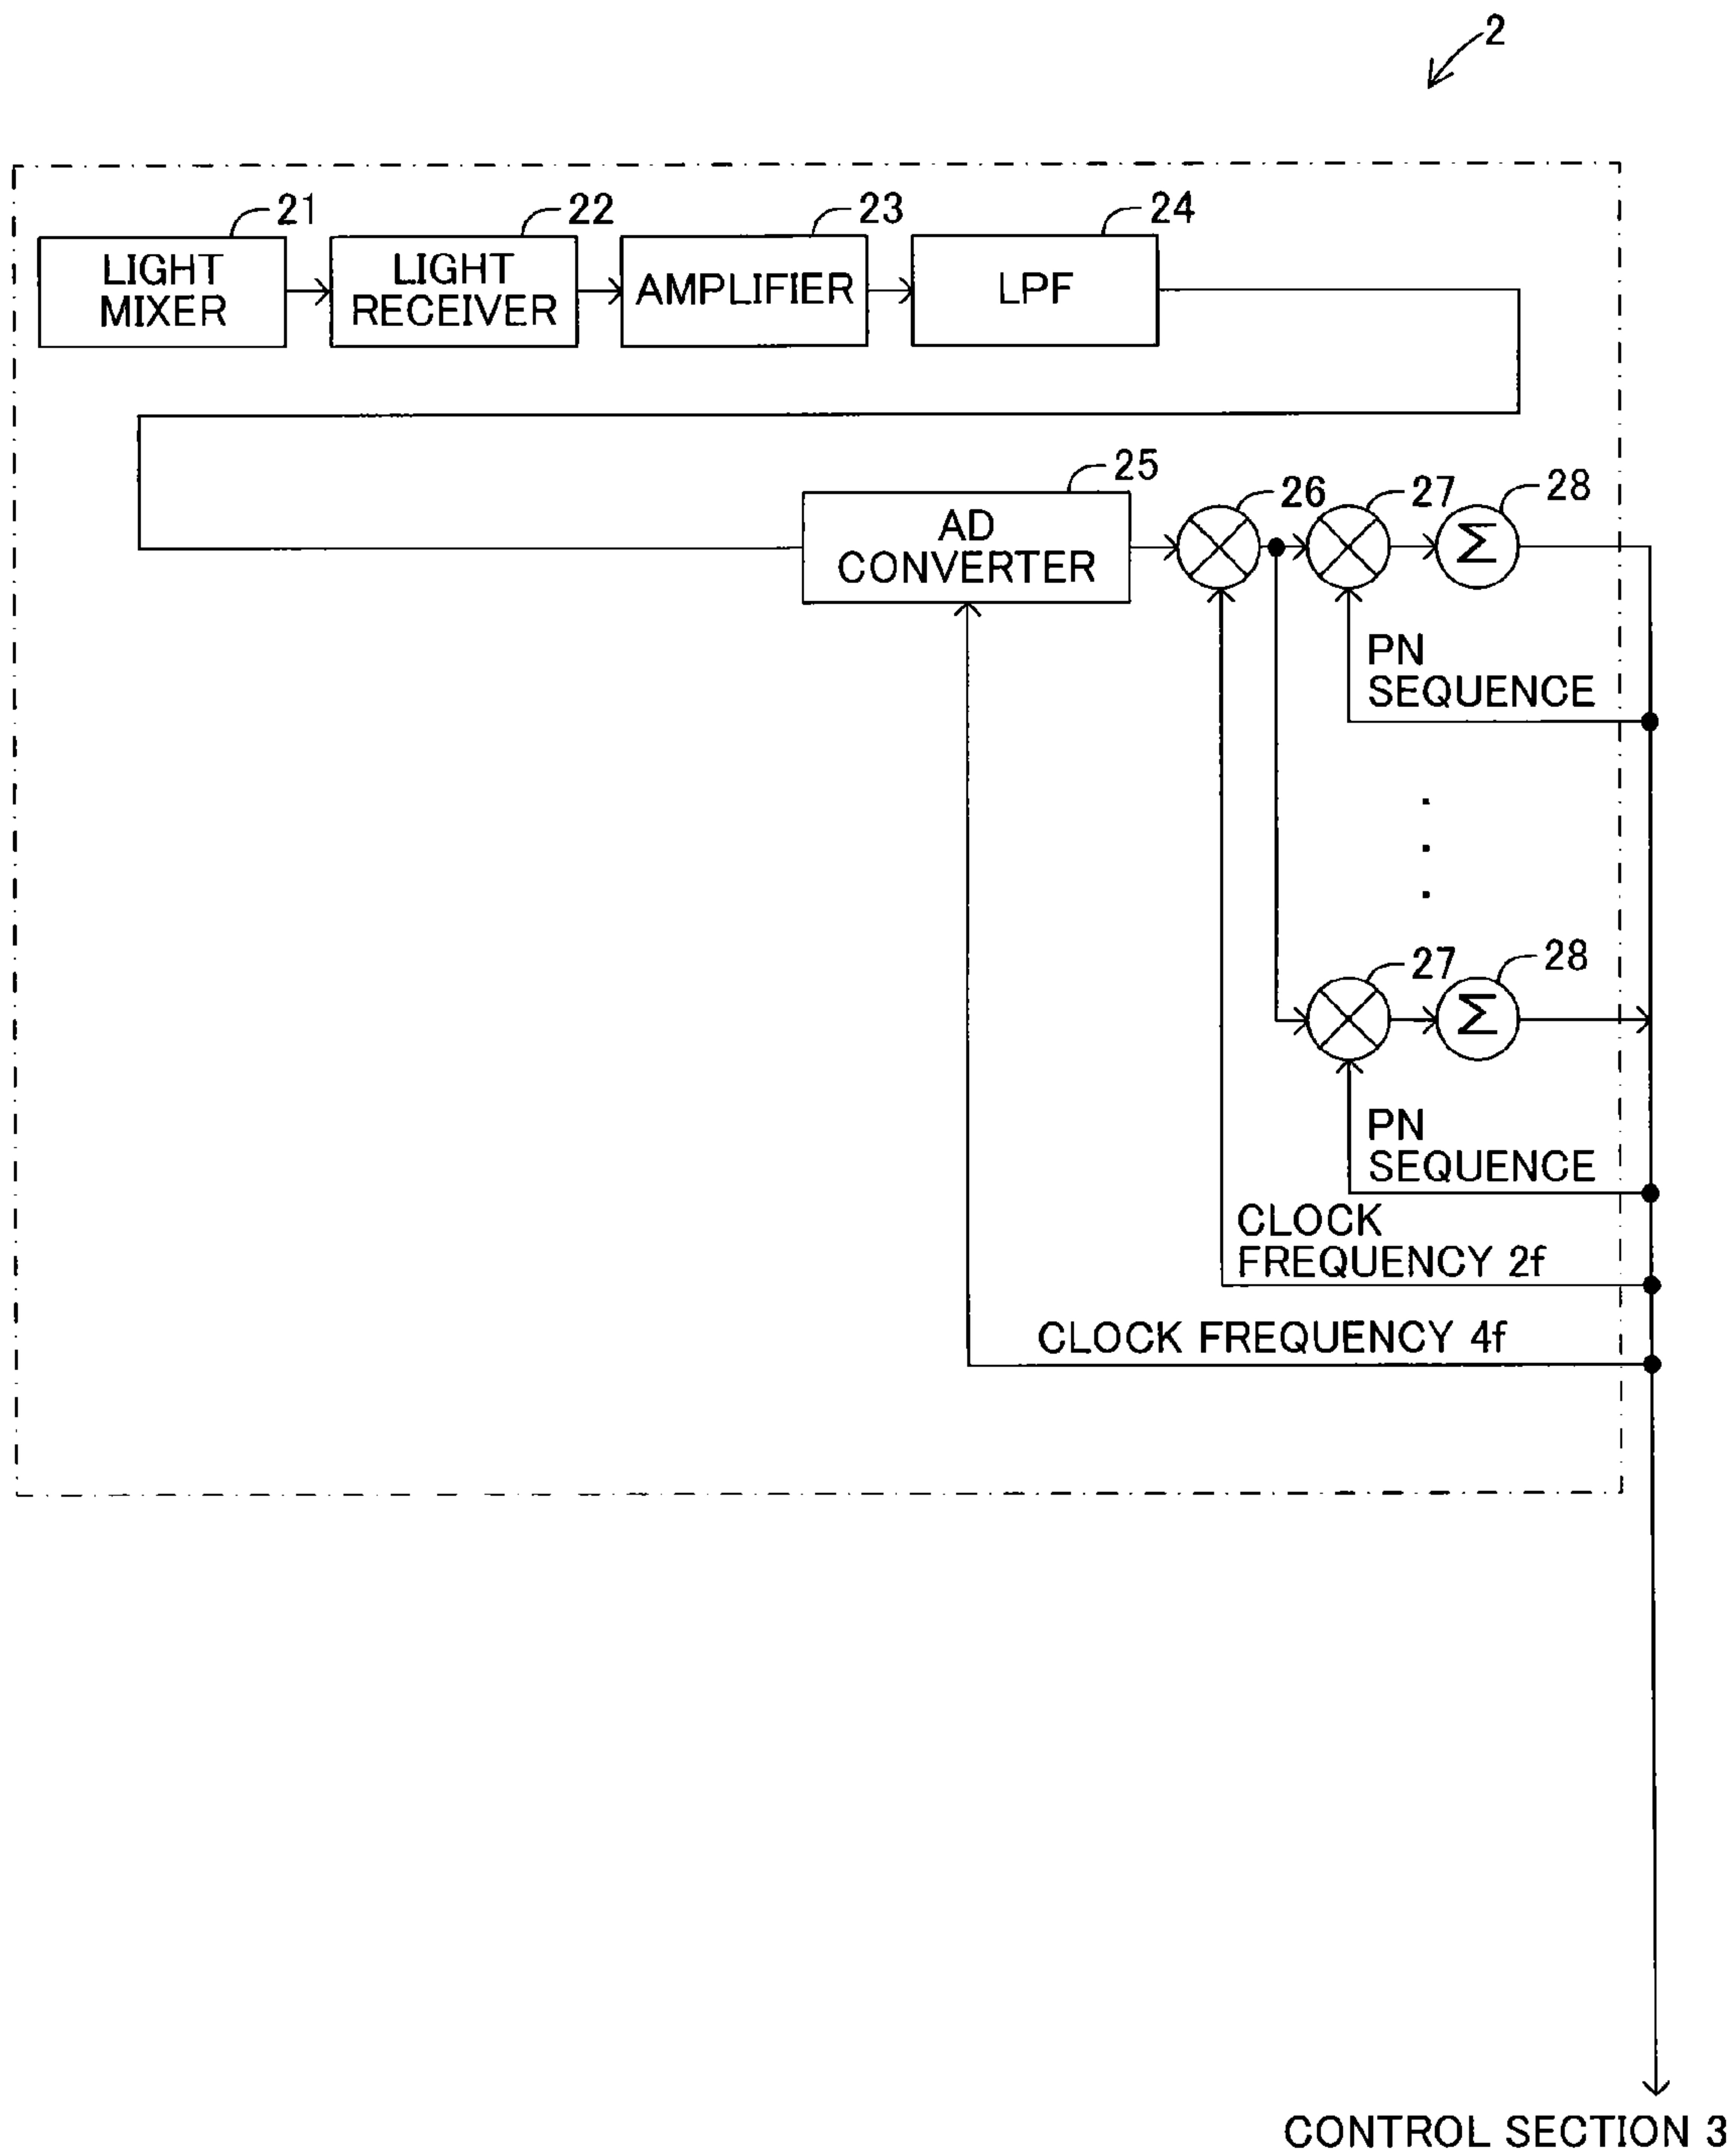 2
21
22
23
24
LIGHT
MIXER
LIGHT
RECEIVER
AMPLIFIER
LPF
25
26
27
28
AD
CONVERTER
Σ
PN
SEQUENCE
27
28
Σ
PN
SEQUENCE
CLOCK
FREQUENCY 2f
CLOCK FREQUENCY 4f
CONTROL SECTION 3